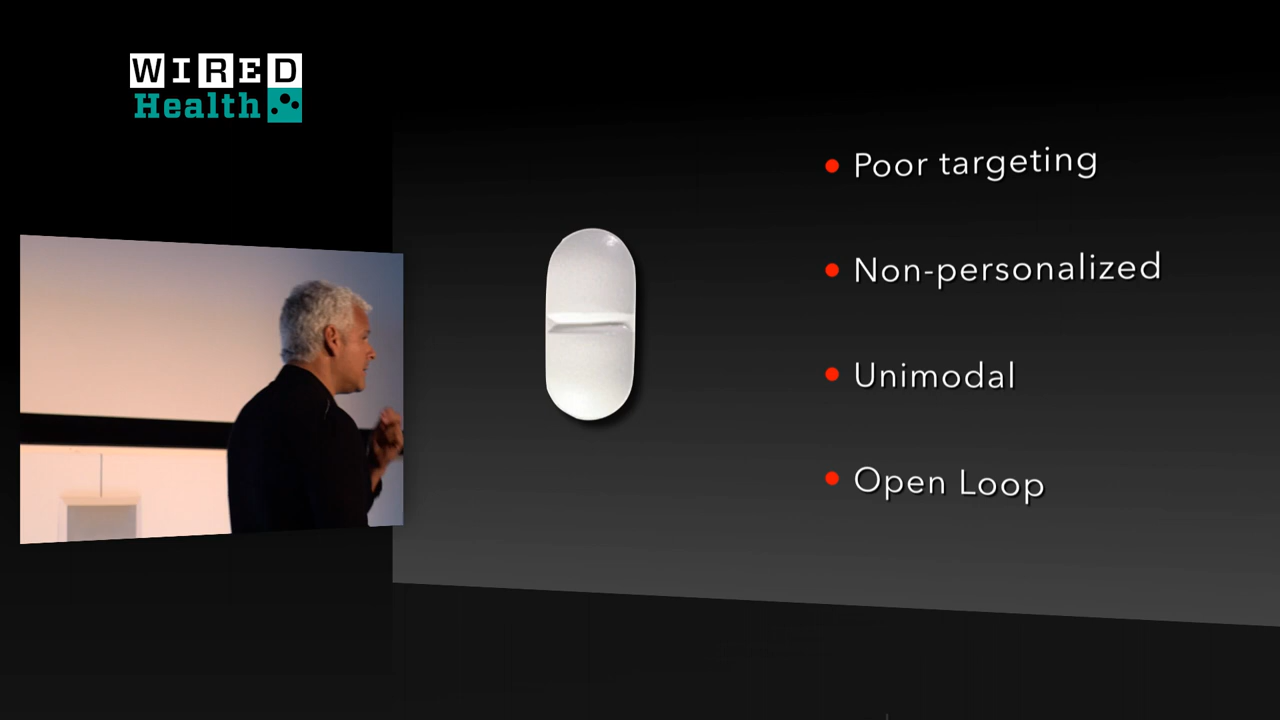 WIRED
Health
Poor targeting
Non-personalized
Unimodal
Open Loop